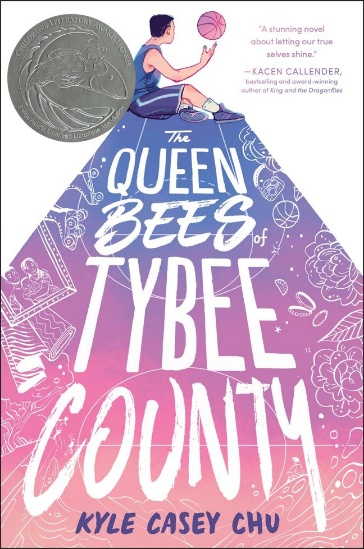 "A stunning novel
about letting our true
selves shine."
—KACEN CALLENDER,
bestselling and award-winning
author of King and the Dragonflies
The
QUEEN
BEES
of
TYBEE
COUNTY
KYLE CASEY CHU